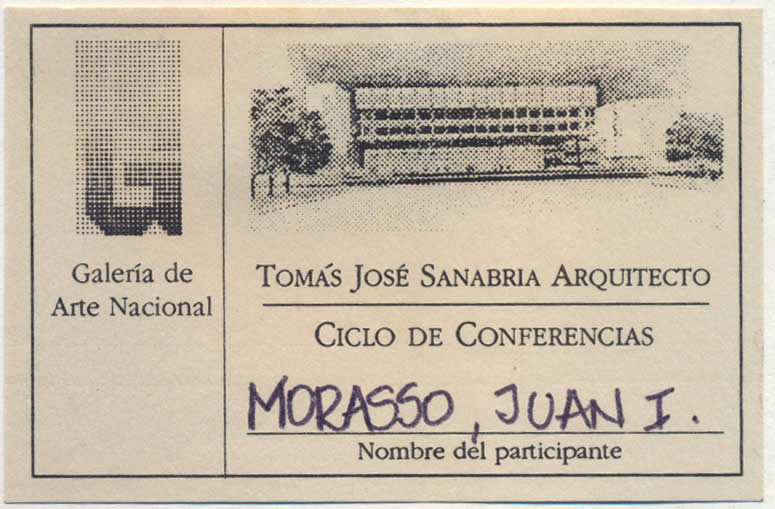 Galería de
Arte Nacional
TOMÁS JOSÉ SANABRIA ARQUITECTO
CICLO DE CONFERENCIAS
MORASSO, JUAN I.
Nombre del participante